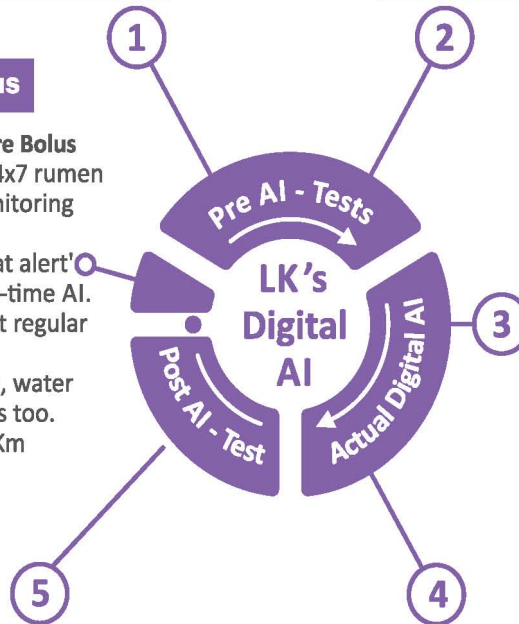 1
2
re Bolus
4x7 rumen
nitoring
at alert'
-time AI.
t regular
, water
s too.
Km
Pre AI - Tests
LK's
Digital
AI
3
Actual Digital AI
Post AI - Test
5
4